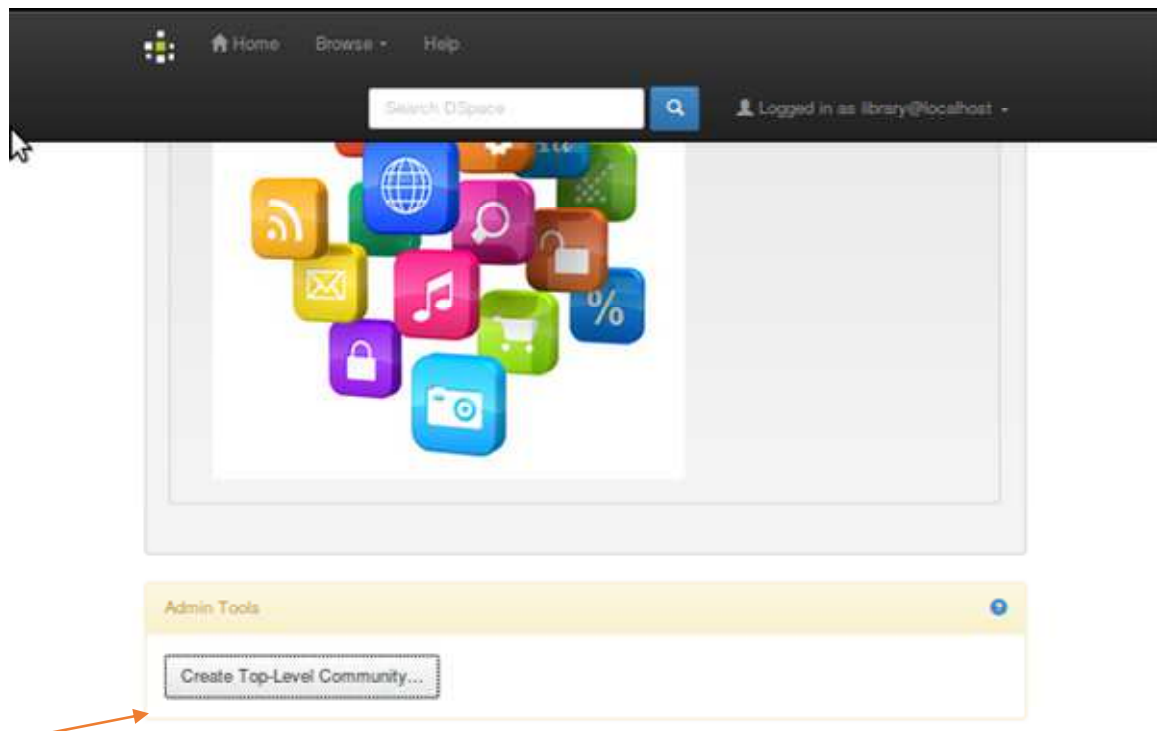 Home Browse Help
Search DSpace
Logged in as library@localhost
%
Admin Tools
Create Top-Level Community...